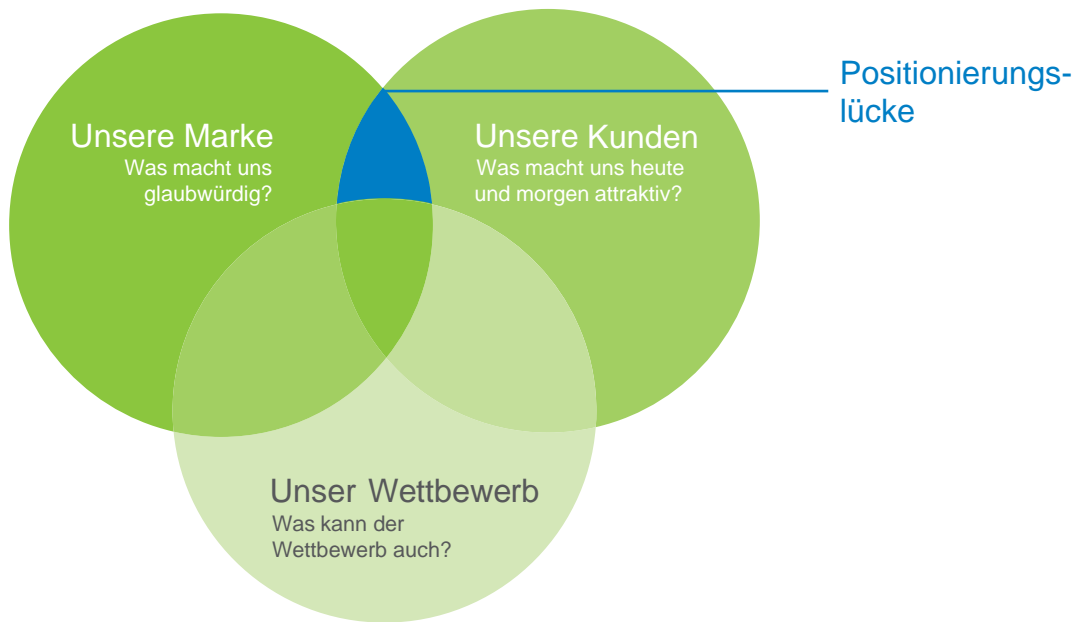 Positionierungs-
lücke
Unsere Marke
Was macht uns
glaubwürdig?
Unsere Kunden
Was macht uns heute
und morgen attraktiv?
Unser Wettbewerb
Was kann der
Wettbewerb auch?